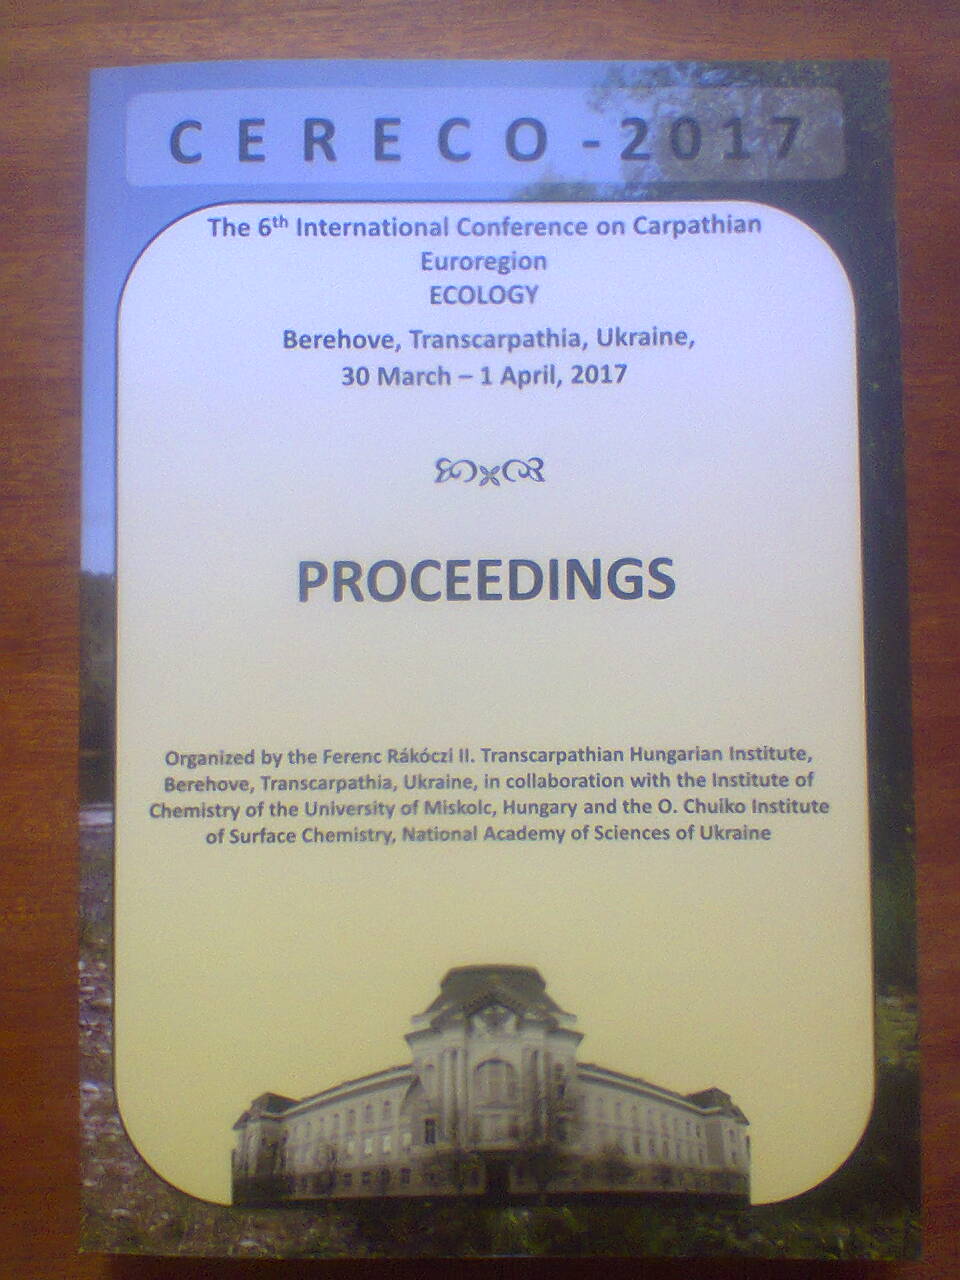 CERECO - 2017
The 6th International Conference on Carpathian
Euroregion
ECOLOGY
Berehove, Transcarpathia, Ukraine,
30 March – 1 April, 2017
PROCEEDINGS
Organized by the Ferenc Rákóczi II. Transcarpathian Hungarian Institute,
Berehove, Transcarpathia, Ukraine, in collaboration with the Institute of
Chemistry of the University of Miskolc, Hungary and the O. Chuiko Institute
of Surface Chemistry, National Academy of Sciences of Ukraine